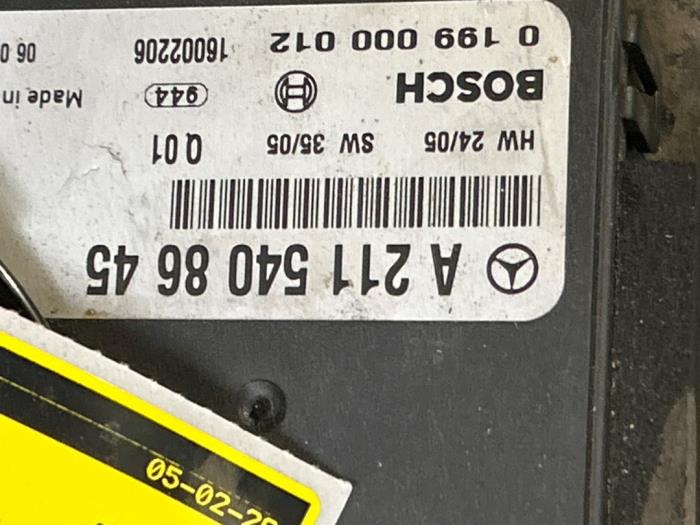 A 211 540 86 45
HW 24/05 SW 35/05 Q 01
BOSCH 944 Made in
0 199 000 012 16002206 06 0
05-02-2